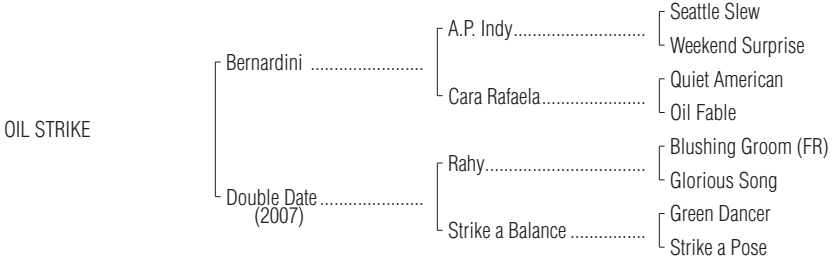 Seattle Slew
A.P. Indy..............................
Weekend Surprise
Bernardini .........................
Quiet American
Cara Rafaela.......................
Oil Fable
OIL STRIKE
Blushing Groom (FR)
Rahy....................................
Glorious Song
Double Date.......................
(2007)
Green Dancer
Strike a Balance ................
Strike a Pose